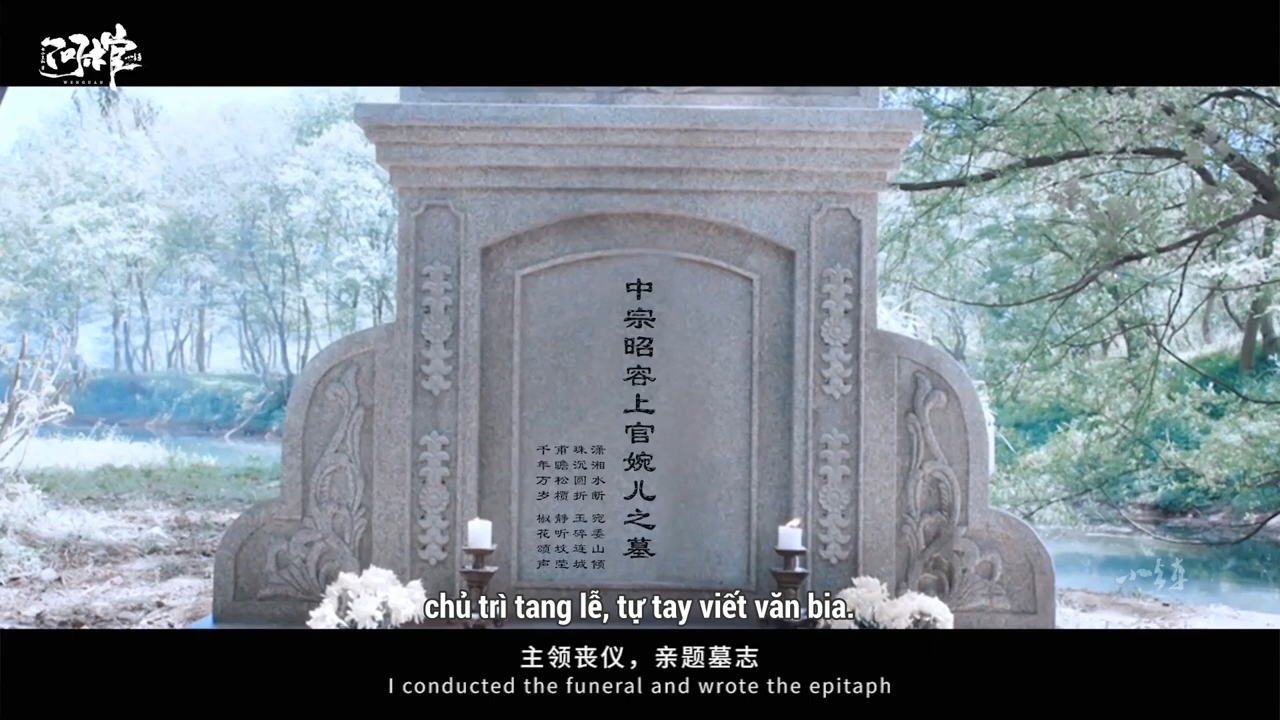 WENGUAN
中宗昭容上官婉儿之墓
潇湘水断 宛委山倾
珠沉圆折 玉碎连城
甫瞻松槚 静听坟茔
千年万岁 椒花颂声
小镇
chủ trì tang lễ, tự tay viết văn bia.
主领丧仪，亲题墓志
I conducted the funeral and wrote the epitaph